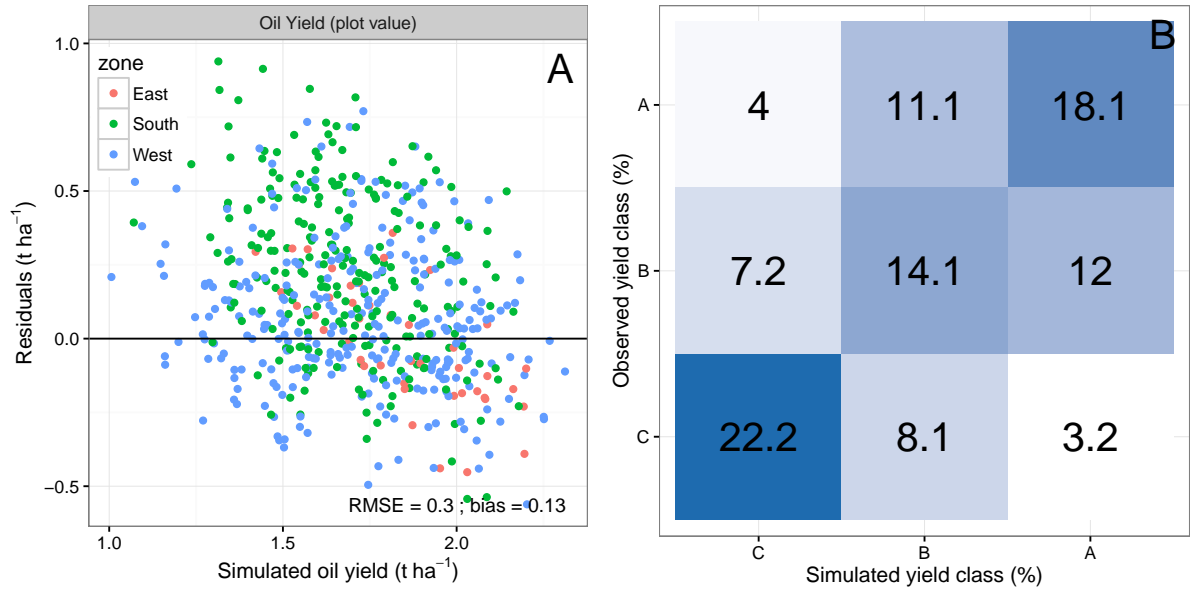 Oil Yield (plot value)
A
zone
East
South
West
1.0
0.5
0.0
−0.5
Residuals (t ha⁻¹)
RMSE = 0.3 ; bias = 0.13
1.0
1.5
2.0
Simulated oil yield (t ha⁻¹)
B
Observed yield class (%)
A
4
11.1
18.1
B
7.2
14.1
12
C
22.2
8.1
3.2
C
B
A
Simulated yield class (%)